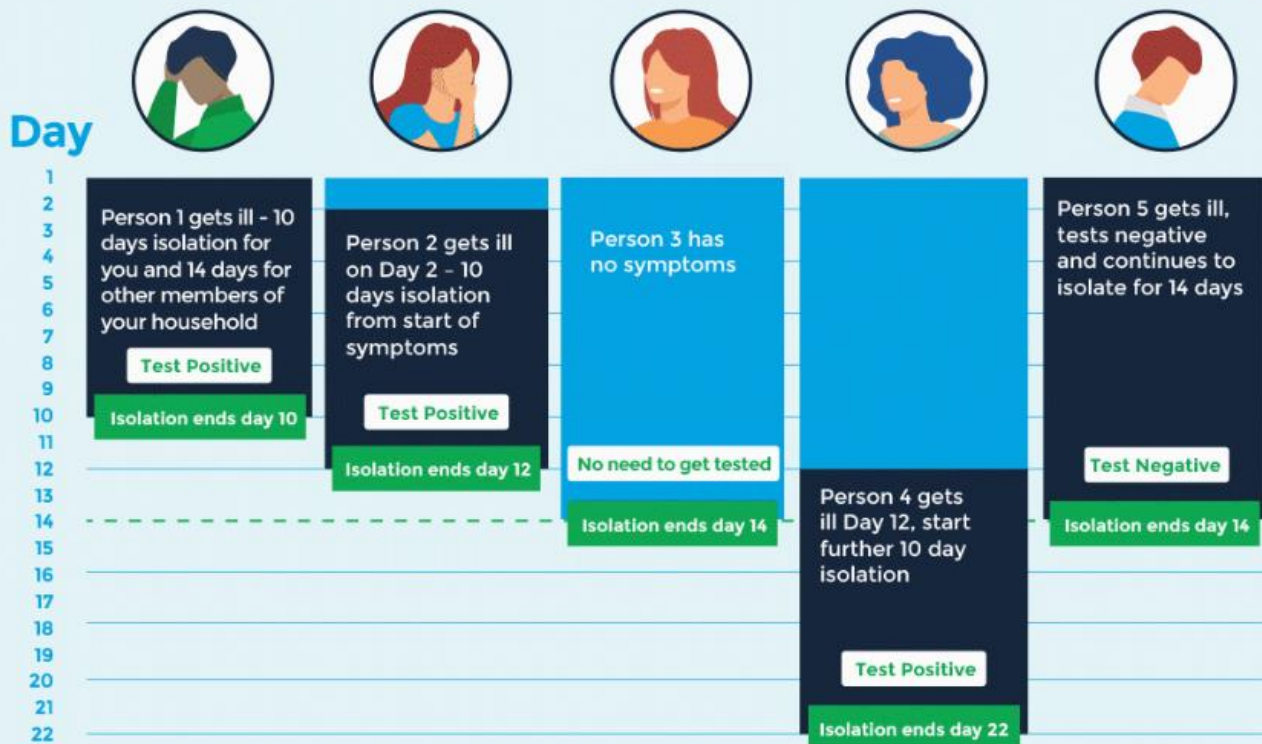 Day
1
2
3
4
5
6
7
8
9
10
11
12
13
14
15
16
17
18
19
20
21
22
Person 1 gets ill - 10
days isolation for
you and 14 days for
other members of
your household
Test Positive
Isolation ends day 10
Person 2 gets ill
on Day 2 – 10
days isolation
from start of
symptoms
Test Positive
Isolation ends day 12
Person 3 has
no symptoms
No need to get tested
Isolation ends day 14
Person 4 gets
ill Day 12, start
further 10 day
isolation
Test Positive
Isolation ends day 22
Person 5 gets ill,
tests negative
and continues to
isolate for 14 days
Test Negative
Isolation ends day 14